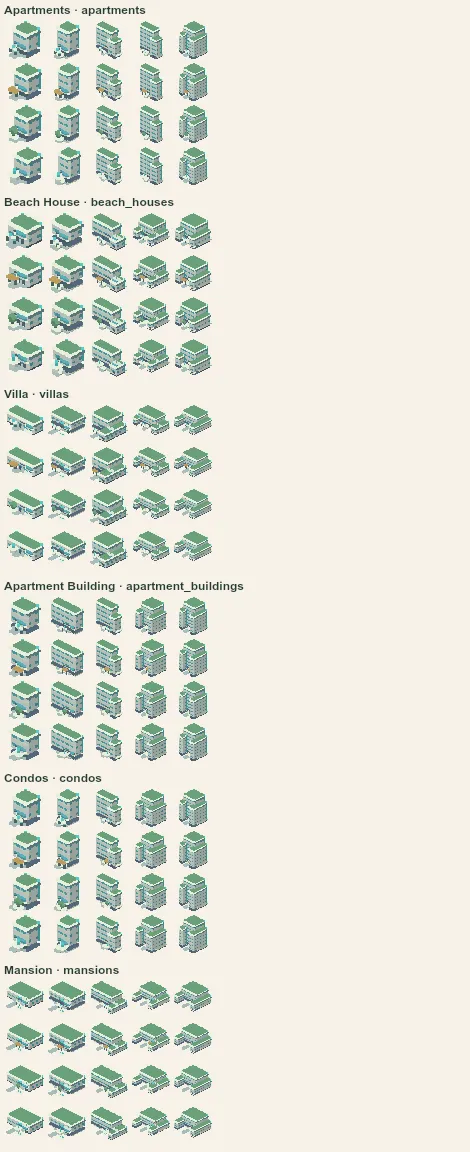 Apartments · apartments
Beach House · beach_houses
Villa · villas
Apartment Building · apartment_buildings
Condos · condos
Mansion · mansions